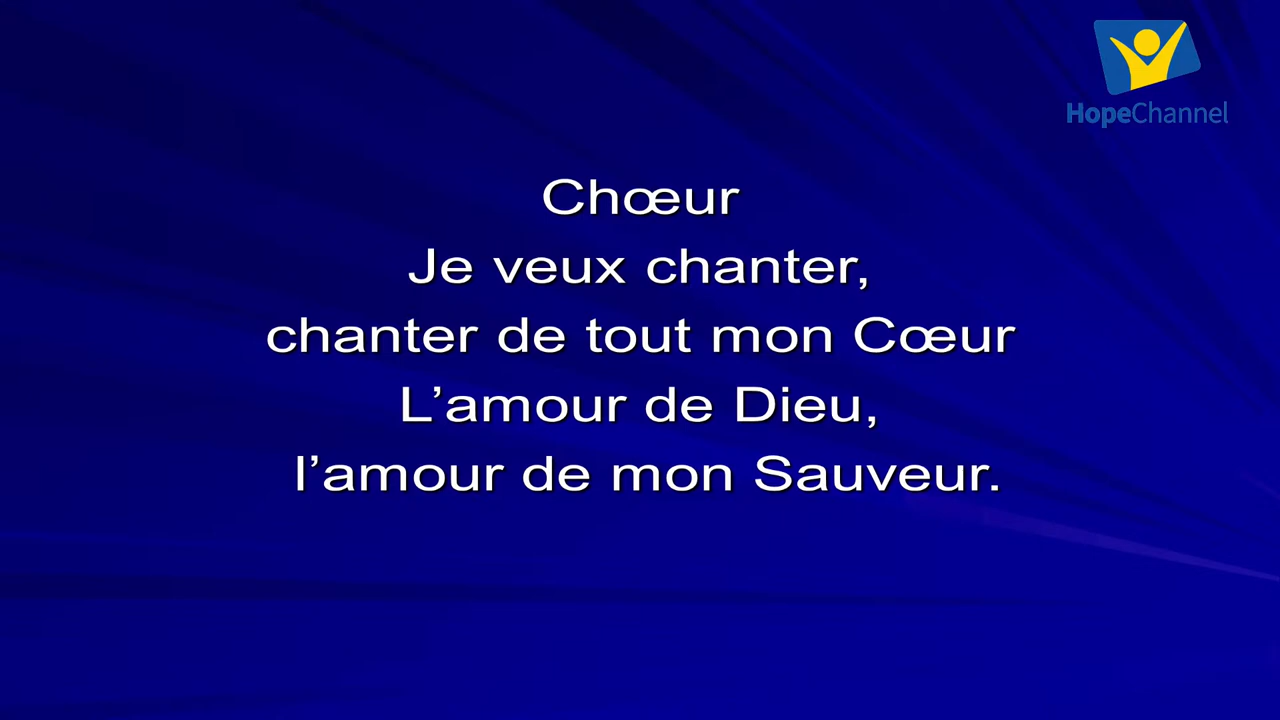 HopeChannel
Chœur
Je veux chanter,
chanter de tout mon Cœur
L’amour de Dieu,
l’amour de mon Sauveur.